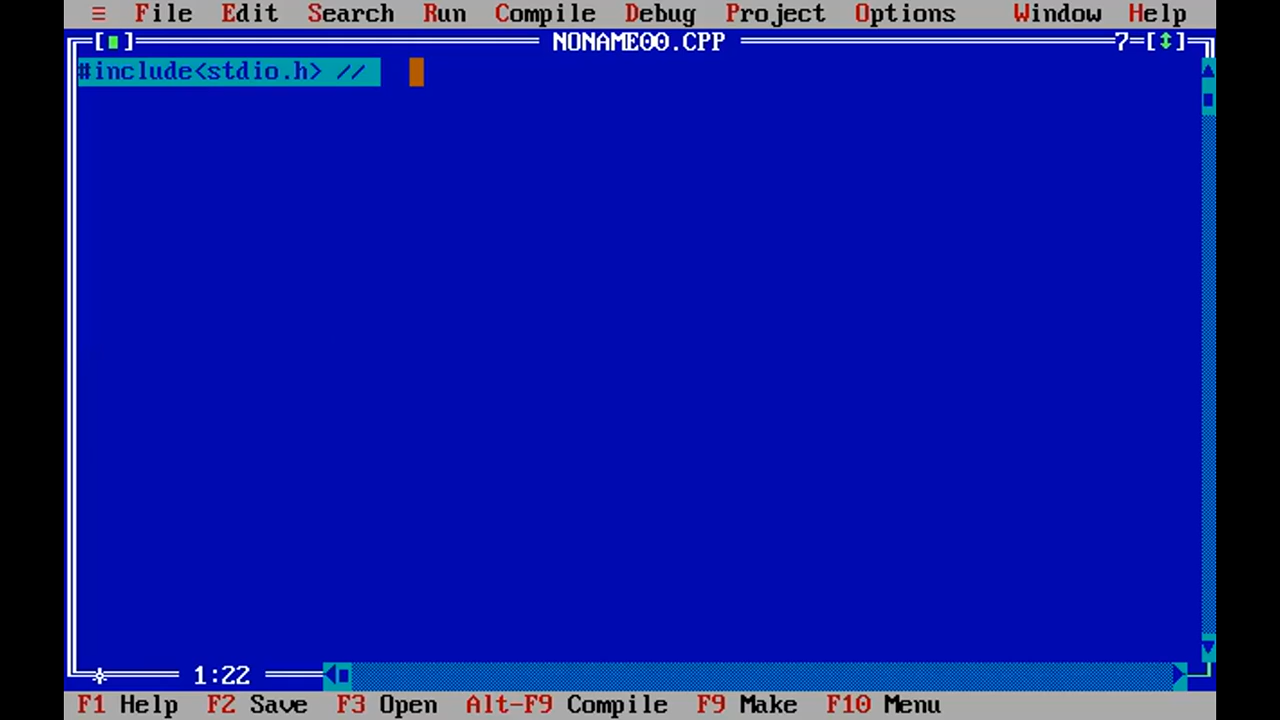 ≡ File Edit Search Run Compile Debug Project Options Window Help
[■] NONAME00.CPP 7=[↕]
#include<stdio.h> //
1:22
F1 Help F2 Save F3 Open Alt-F9 Compile F9 Make F10 Menu